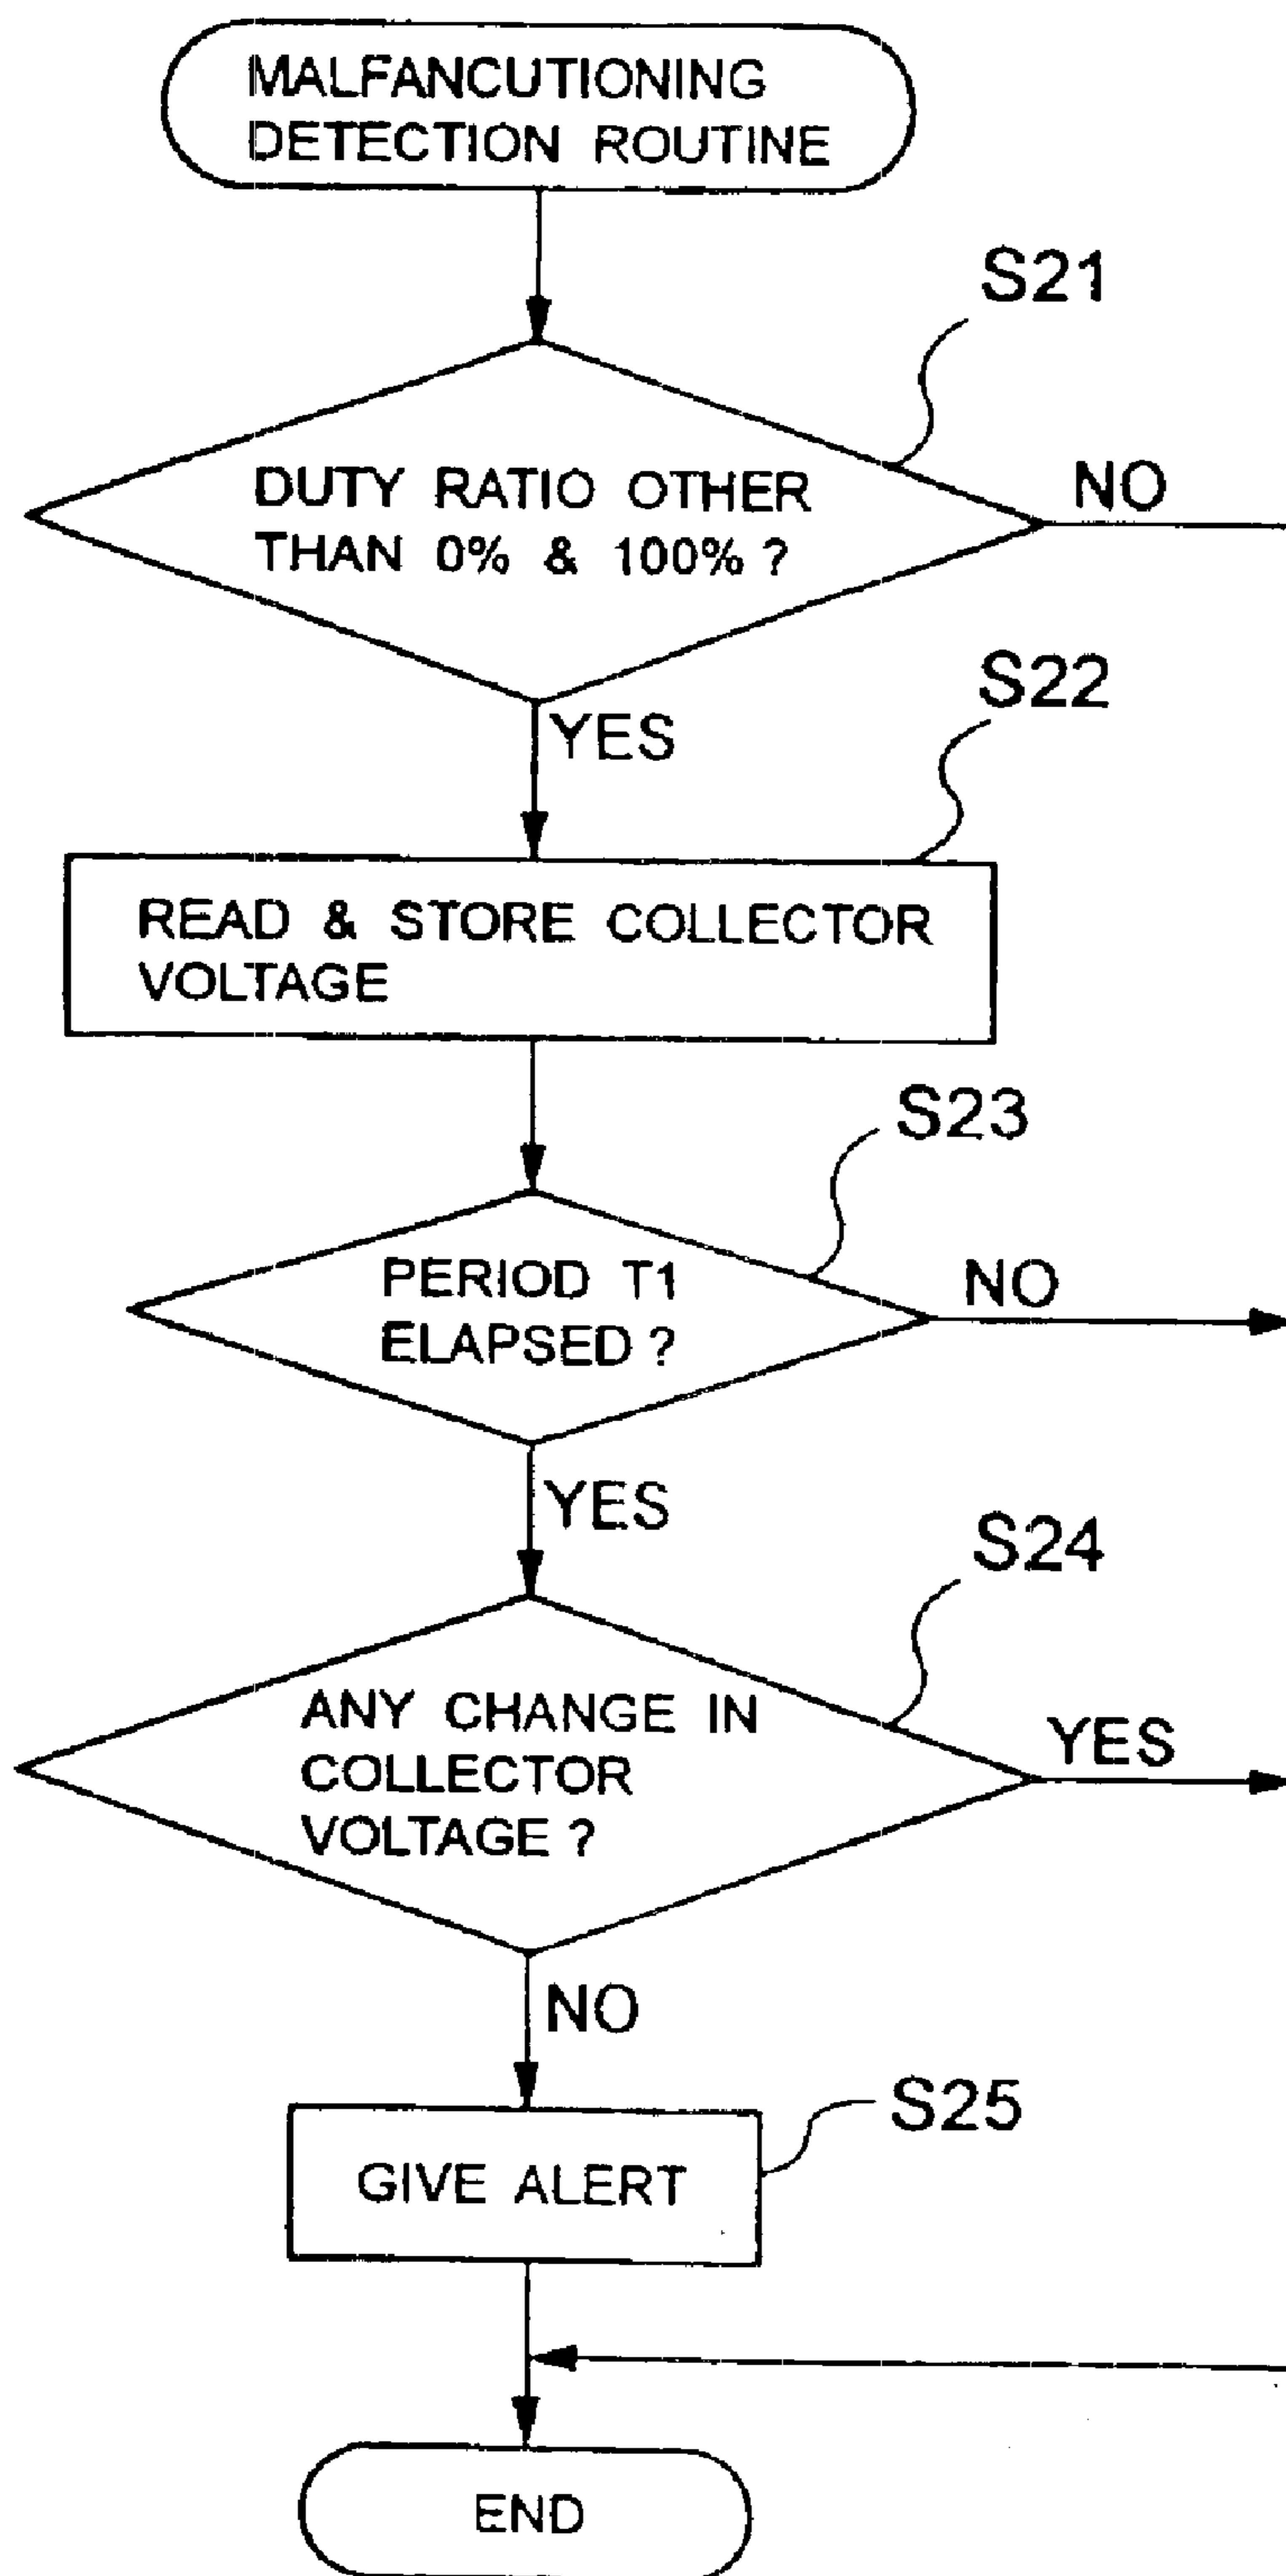 MALFANCUTIONING
DETECTION ROUTINE
S21
DUTY RATIO OTHER
THAN 0% & 100% ?
NO
YES
S22
READ & STORE COLLECTOR
VOLTAGE
S23
PERIOD T1
ELAPSED ?
NO
YES
S24
ANY CHANGE IN
COLLECTOR
VOLTAGE ?
YES
NO
S25
GIVE ALERT
END